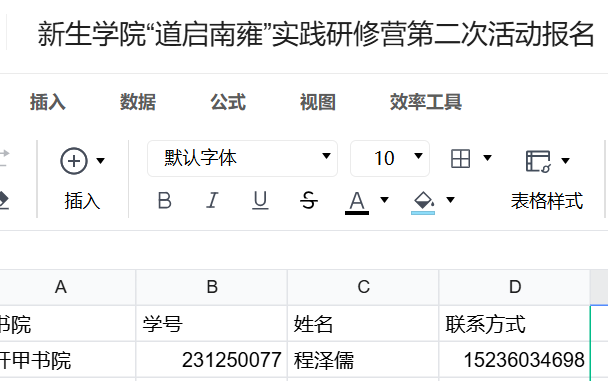 新生学院“道启南雍”实践研修营第二次活动报名
插入 数据 公式 视图 效率工具
插入 默认字体 10 表格样式
B I U S A
A B C D
书院 学号 姓名 联系方式
开甲书院 231250077 程泽儒 15236034698